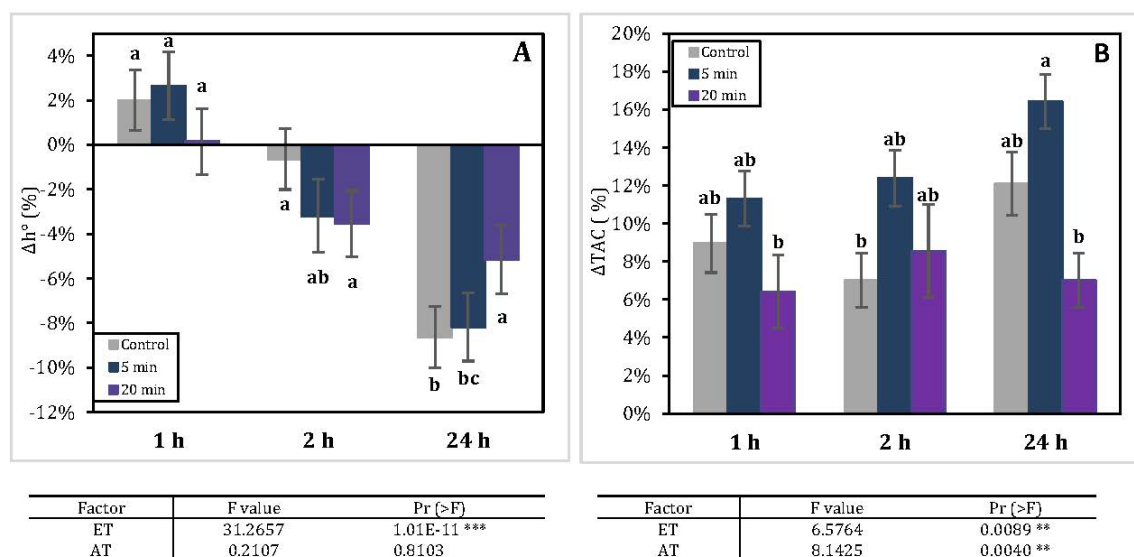 A
4%
2%
0%
-2%
-4%
-6%
-8%
-10%
-12%
Δh° (%)
a a a
a ab a
b bc a
Control
5 min
20 min
1 h 2 h 24 h
B
20%
18%
16%
14%
12%
10%
8%
6%
4%
2%
0%
ΔTAC ( %)
Control
5 min
20 min
ab ab b
b ab ab
ab a b
1 h 2 h 24 h
Factor F value Pr (>F)
ET 31.2657 1.01E-11 ***
AT 0.2107 0.8103
Factor F value Pr (>F)
ET 6.5764 0.0089 **
AT 8.1425 0.0040 **